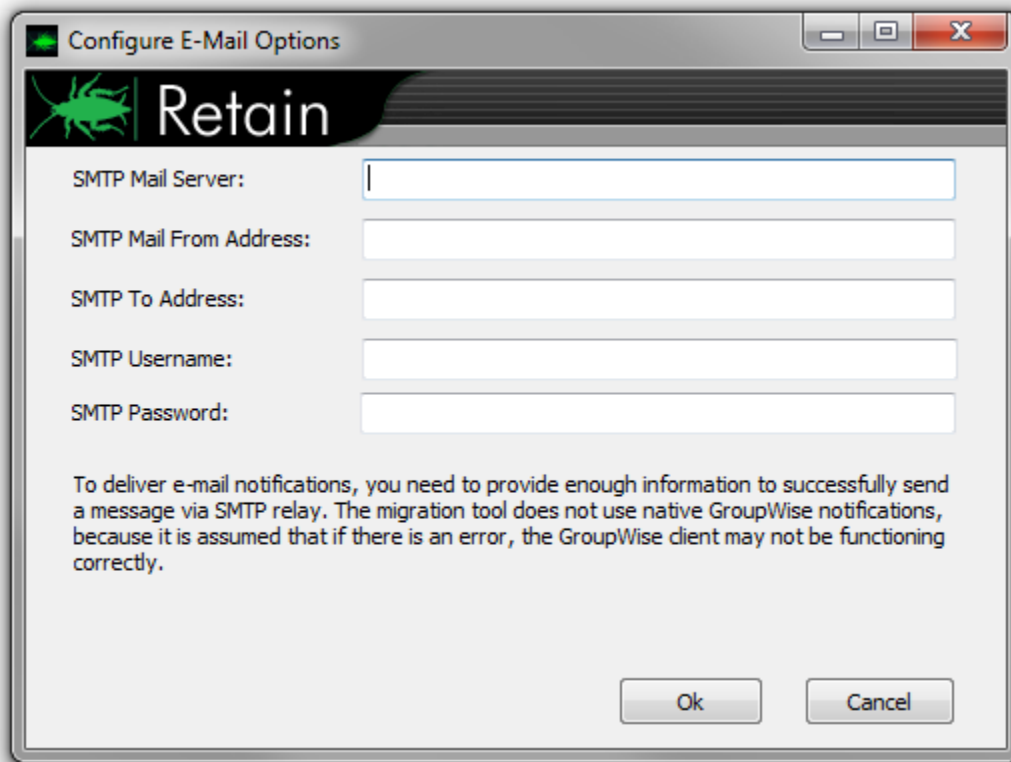 Configure E-Mail Options
Retain
SMTP Mail Server:
SMTP Mail From Address:
SMTP To Address:
SMTP Username:
SMTP Password:
To deliver e-mail notifications, you need to provide enough information to successfully send
a message via SMTP relay. The migration tool does not use native GroupWise notifications,
because it is assumed that if there is an error, the GroupWise client may not be functioning
correctly.
Ok
Cancel